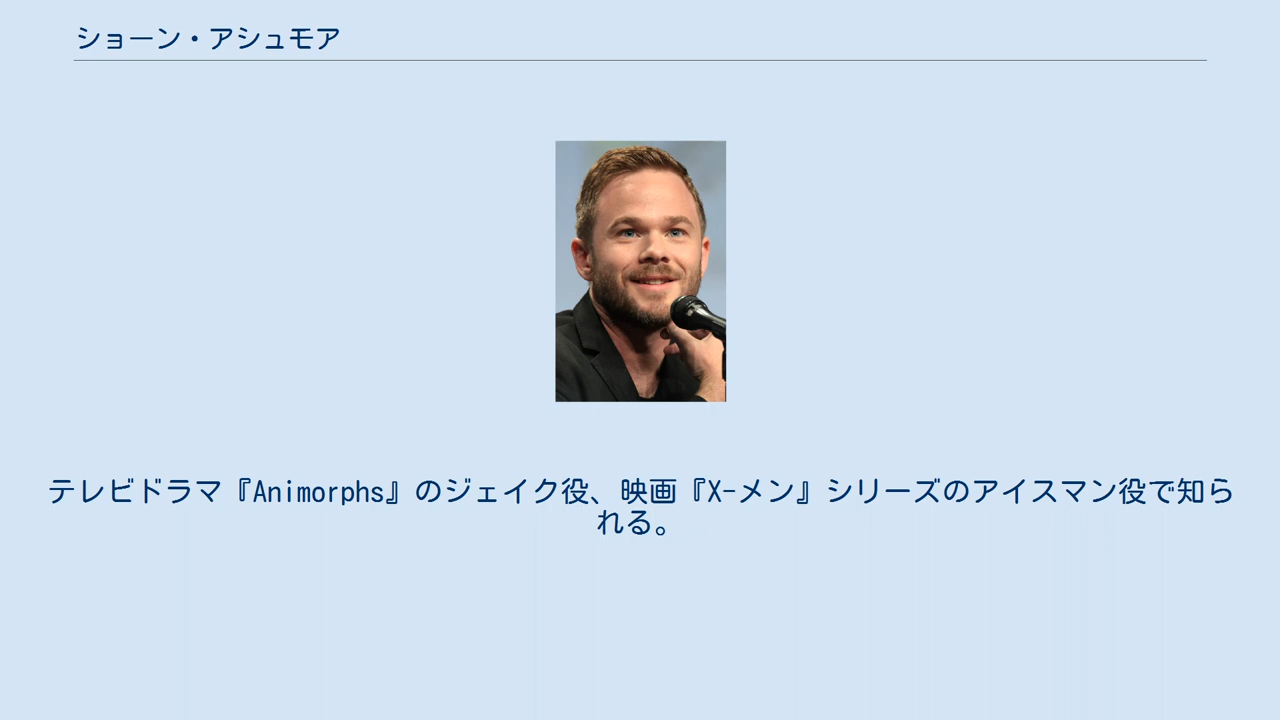 ショーン・アシュモア
テレビドラマ『Animorphs』のジェイク役、映画『X-メン』シリーズのアイスマン役で知ら
れる。